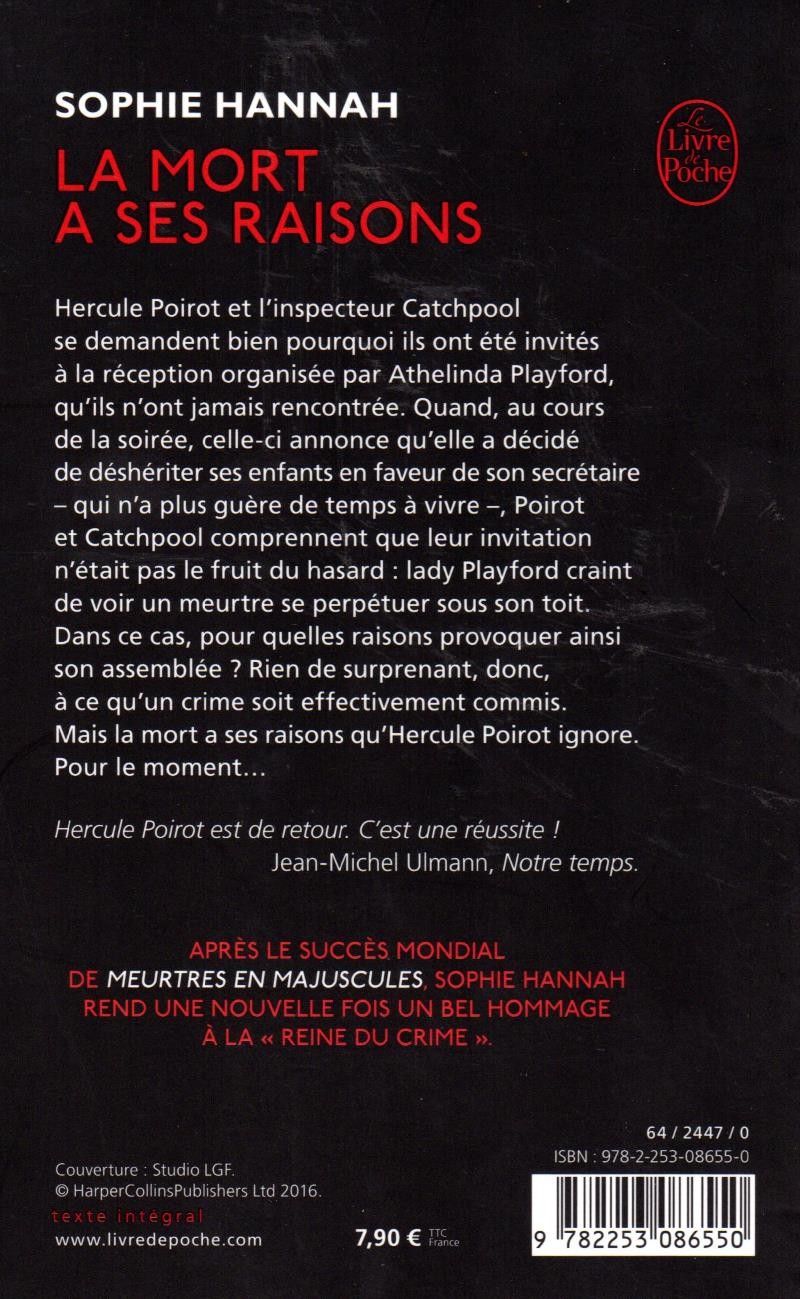 SOPHIE HANNAH
LA MORT
A SES RAISONS
Le
Livre
de
Poche
Hercule Poirot et l'inspecteur Catchpool
se demandent bien pourquoi ils ont été invités
à la réception organisée par Athelinda Playford,
qu'ils n'ont jamais rencontrée. Quand, au cours
de la soirée, celle-ci annonce qu'elle a décidé
de déshériter ses enfants en faveur de son secrétaire
– qui n'a plus guère de temps à vivre –, Poirot
et Catchpool comprennent que leur invitation
n'était pas le fruit du hasard : lady Playford craint
de voir un meurtre se perpétuer sous son toit.
Dans ce cas, pour quelles raisons provoquer ainsi
son assemblée ? Rien de surprenant, donc,
à ce qu'un crime soit effectivement commis.
Mais la mort a ses raisons qu'Hercule Poirot ignore.
Pour le moment…
Hercule Poirot est de retour. C'est une réussite !
Jean-Michel Ulmann, Notre temps.
APRÈS LE SUCCÈS MONDIAL
DE MEURTRES EN MAJUSCULES, SOPHIE HANNAH
REND UNE NOUVELLE FOIS UN BEL HOMMAGE
À LA « REINE DU CRIME ».
64 / 2447 / 0
ISBN : 978-2-253-08655-0
Couverture : Studio LGF.
© HarperCollinsPublishers Ltd 2016.
texte intégral
www.livredepoche.com
7,90 € TTC France
9 782253 086550